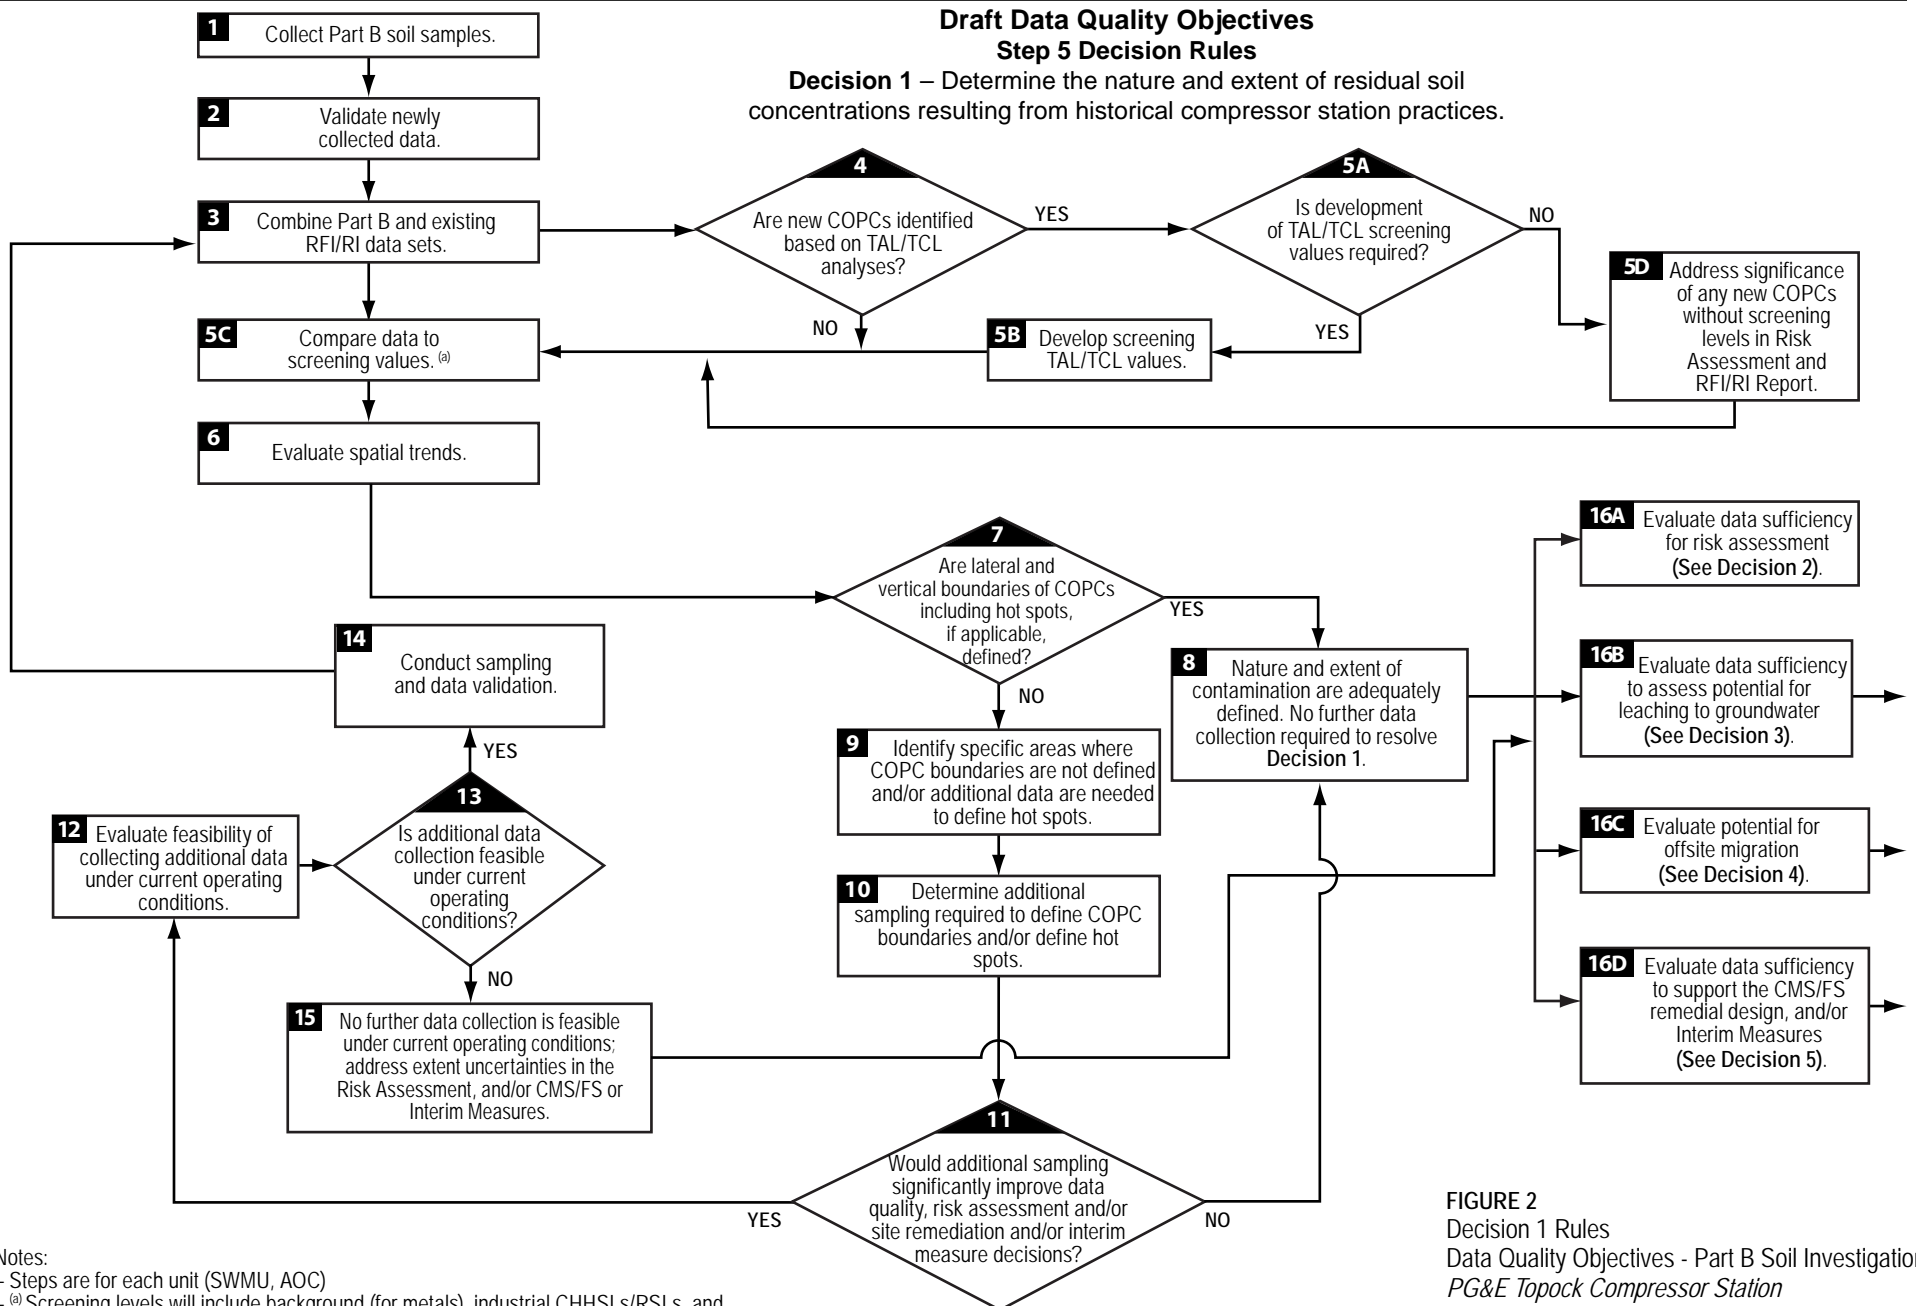 Draft Data Quality Objectives
Step 5 Decision Rules
Decision 1 – Determine the nature and extent of residual soil
concentrations resulting from historical compressor station practices.
1
Collect Part B soil samples.
2
Validate newly
collected data.
3
Combine Part B and existing
RFI/RI data sets.
4
Are new COPCs identified
based on TAL/TCL
analyses?
YES
NO
5A
Is development
of TAL/TCL screening
values required?
NO
YES
5D
Address significance
of any new COPCs
without screening
levels in Risk
Assessment and
RFI/RI Report.
5B
Develop screening
TAL/TCL values.
5C
Compare data to
screening values. (a)
6
Evaluate spatial trends.
7
Are lateral and
vertical boundaries of COPCs
including hot spots,
if applicable,
defined?
YES
NO
8
Nature and extent of
contamination are adequately
defined. No further data
collection required to resolve
Decision 1.
9
Identify specific areas where
COPC boundaries are not defined
and/or additional data are needed
to define hot spots.
10
Determine additional
sampling required to define COPC
boundaries and/or define hot
spots.
11
Would additional sampling
significantly improve data
quality, risk assessment and/or
site remediation and/or interim
measure decisions?
YES
NO
12
Evaluate feasibility of
collecting additional data
under current operating
conditions.
13
Is additional data
collection feasible
under current
operating
conditions?
YES
NO
14
Conduct sampling
and data validation.
15
No further data collection is feasible
under current operating conditions;
address extent uncertainties in the
Risk Assessment, and/or CMS/FS or
Interim Measures.
16A
Evaluate data sufficiency
for risk assessment
(See Decision 2).
16B
Evaluate data sufficiency
to assess potential for
leaching to groundwater
(See Decision 3).
16C
Evaluate potential for
offsite migration
(See Decision 4).
16D
Evaluate data sufficiency
to support the CMS/FS
remedial design, and/or
Interim Measures
(See Decision 5).
Notes:
- Steps are for each unit (SWMU, AOC)
- (a) Screening levels will include background (for metals), industrial CHHSLs/RSLs, and
FIGURE 2
Decision 1 Rules
Data Quality Objectives - Part B Soil Investigation
PG&E Topock Compressor Station